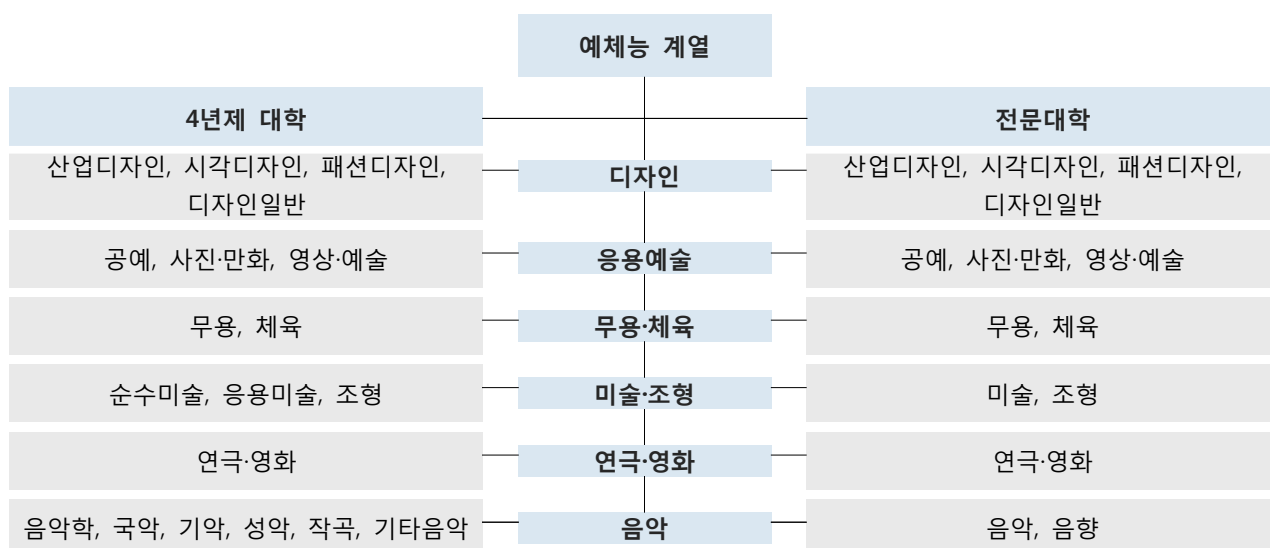 예체능 계열
4년제 대학
전문대학
산업디자인, 시각디자인, 패션디자인,
디자인일반
디자인
산업디자인, 시각디자인, 패션디자인,
디자인일반
공예, 사진·만화, 영상·예술
응용예술
공예, 사진·만화, 영상·예술
무용, 체육
무용·체육
무용, 체육
순수미술, 응용미술, 조형
미술·조형
미술, 조형
연극·영화
연극·영화
연극·영화
음악학, 국악, 기악, 성악, 작곡, 기타음악
음악
음악, 음향